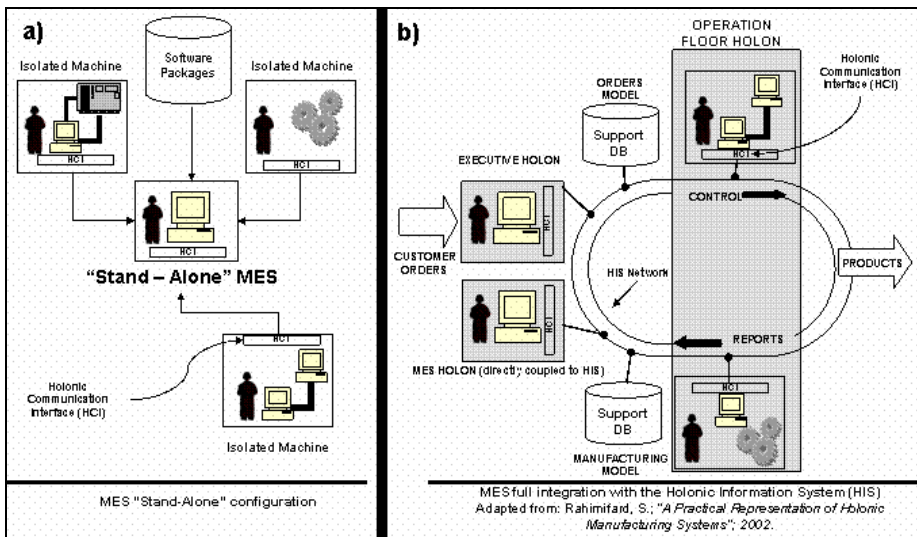 a)
Software
Packages
Isolated Machine
Isolated Machine
HCI
HCI
HCI
"Stand – Alone" MES
HCI
Holonic
Communication
Interface (HCI)
Isolated Machine
MES "Stand-Alone" configuration
b)
OPERATION
FLOOR HOLON
Holonic
Communication
Interface (HCI)
ORDERS
MODEL
Support
DB
HCI
EXECUTIVE HOLON
HCI
CONTROL
CUSTOMER
ORDERS
HIS Network
PRODUCTS
HCI
REPORTS
MES HOLON (directly coupled to HIS)
HCI
Support
DB
MANUFACTURING
MODEL
MES full integration with the Holonic Information System (HIS)
Adapted from: Rahimifard, S.; "A Practical Representation of Holonic
Manufacturing Systems"; 2002.